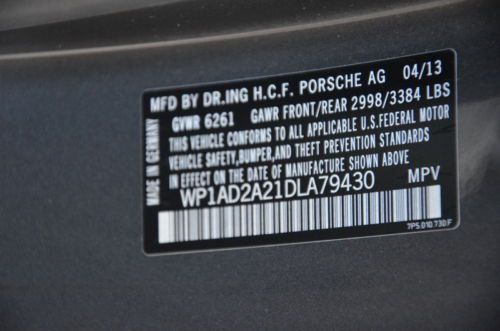 MFD BY DR.ING H.C.F. PORSCHE AG 04/13
GVWR 6261 GAWR FRONT/REAR 2998/3384 LBS
THIS VEHICLE CONFORMS TO ALL APPLICABLE U.S.FEDERAL MOTOR
VEHICLE SAFETY,BUMPER,AND THEFT PREVENTION STANDARDS
IN EFFECT ON THE DATE OF MANUFACTURE SHOWN ABOVE
WP1AD2A21DLA79430 MPV
7P5.010.730.F
MADE IN GERMANY